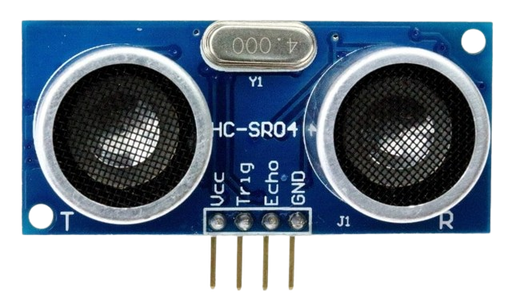 4.000
Y1
HC-SR04
Vcc
Trig
Echo
GND
J1
T
R